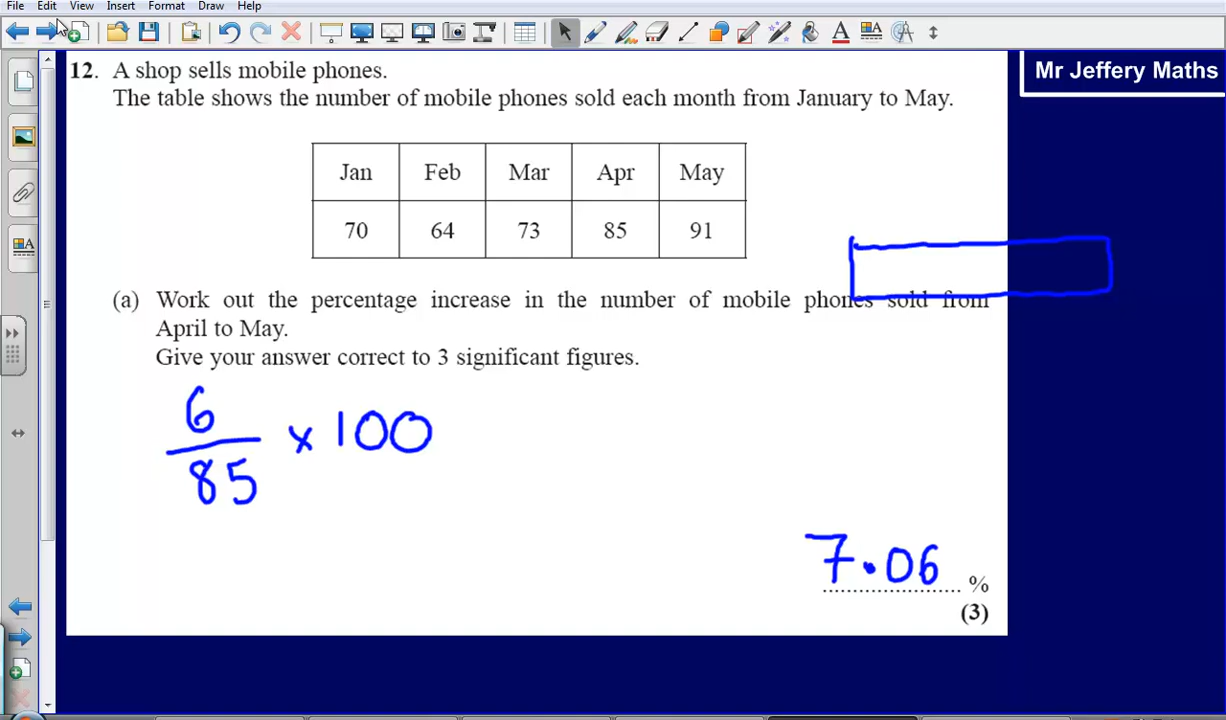 File Edit View Insert Format Draw Help
Mr Jeffery Maths
12. A shop sells mobile phones.
The table shows the number of mobile phones sold each month from January to May.
Jan Feb Mar Apr May
70 64 73 85 91
(a) Work out the percentage increase in the number of mobile phones sold from
April to May.
Give your answer correct to 3 significant figures.
6
× 100
85
7.06
%
(3)